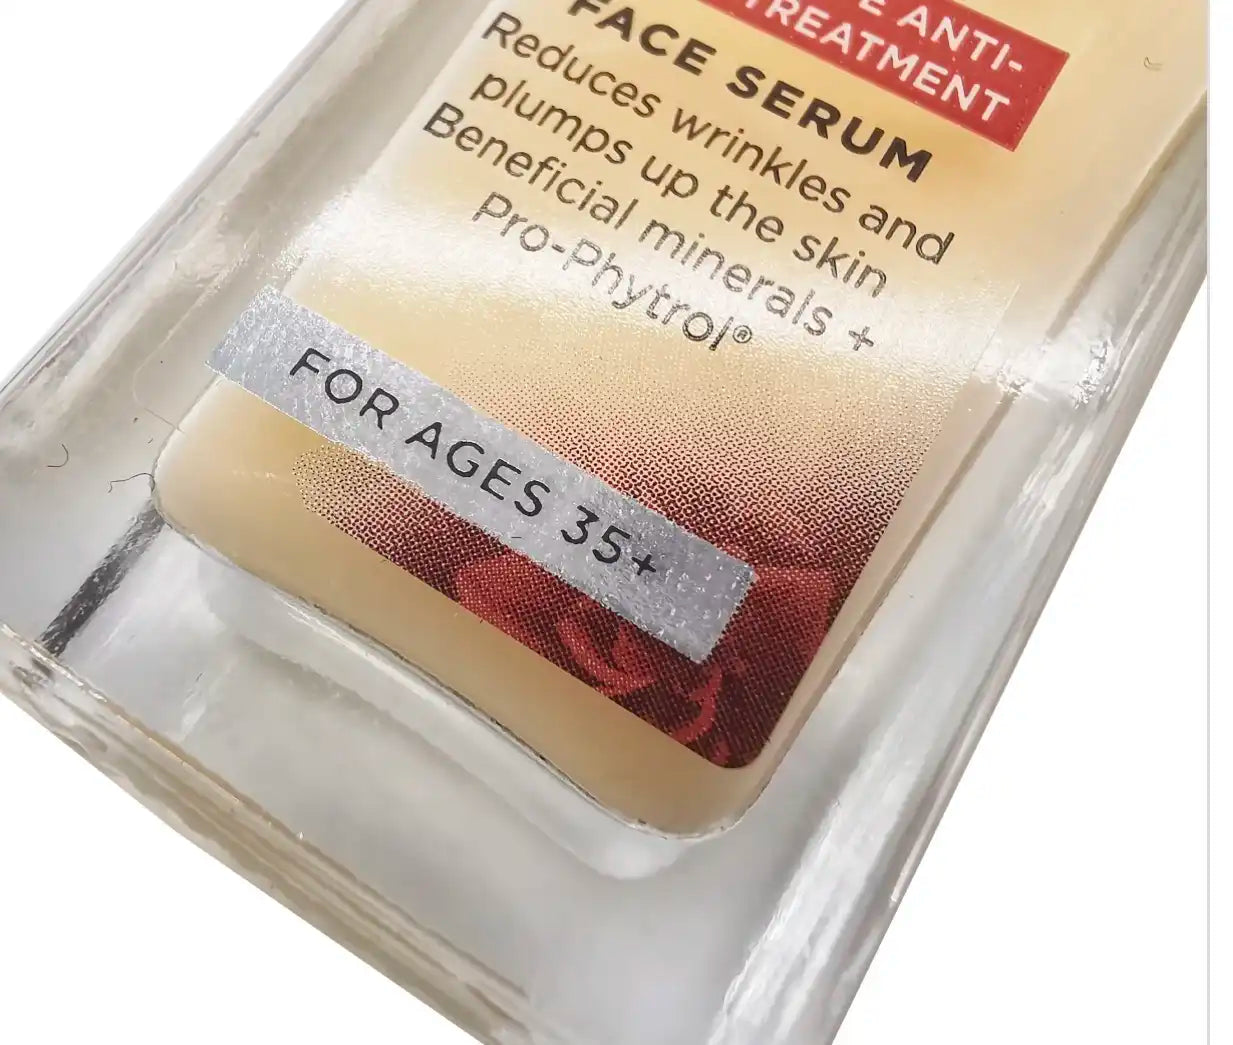 E ANTI-
TREATMENT
FACE SERUM
Reduces wrinkles and
plumps up the skin
Beneficial minerals +
Pro-Phytrol®
FOR AGES 35+